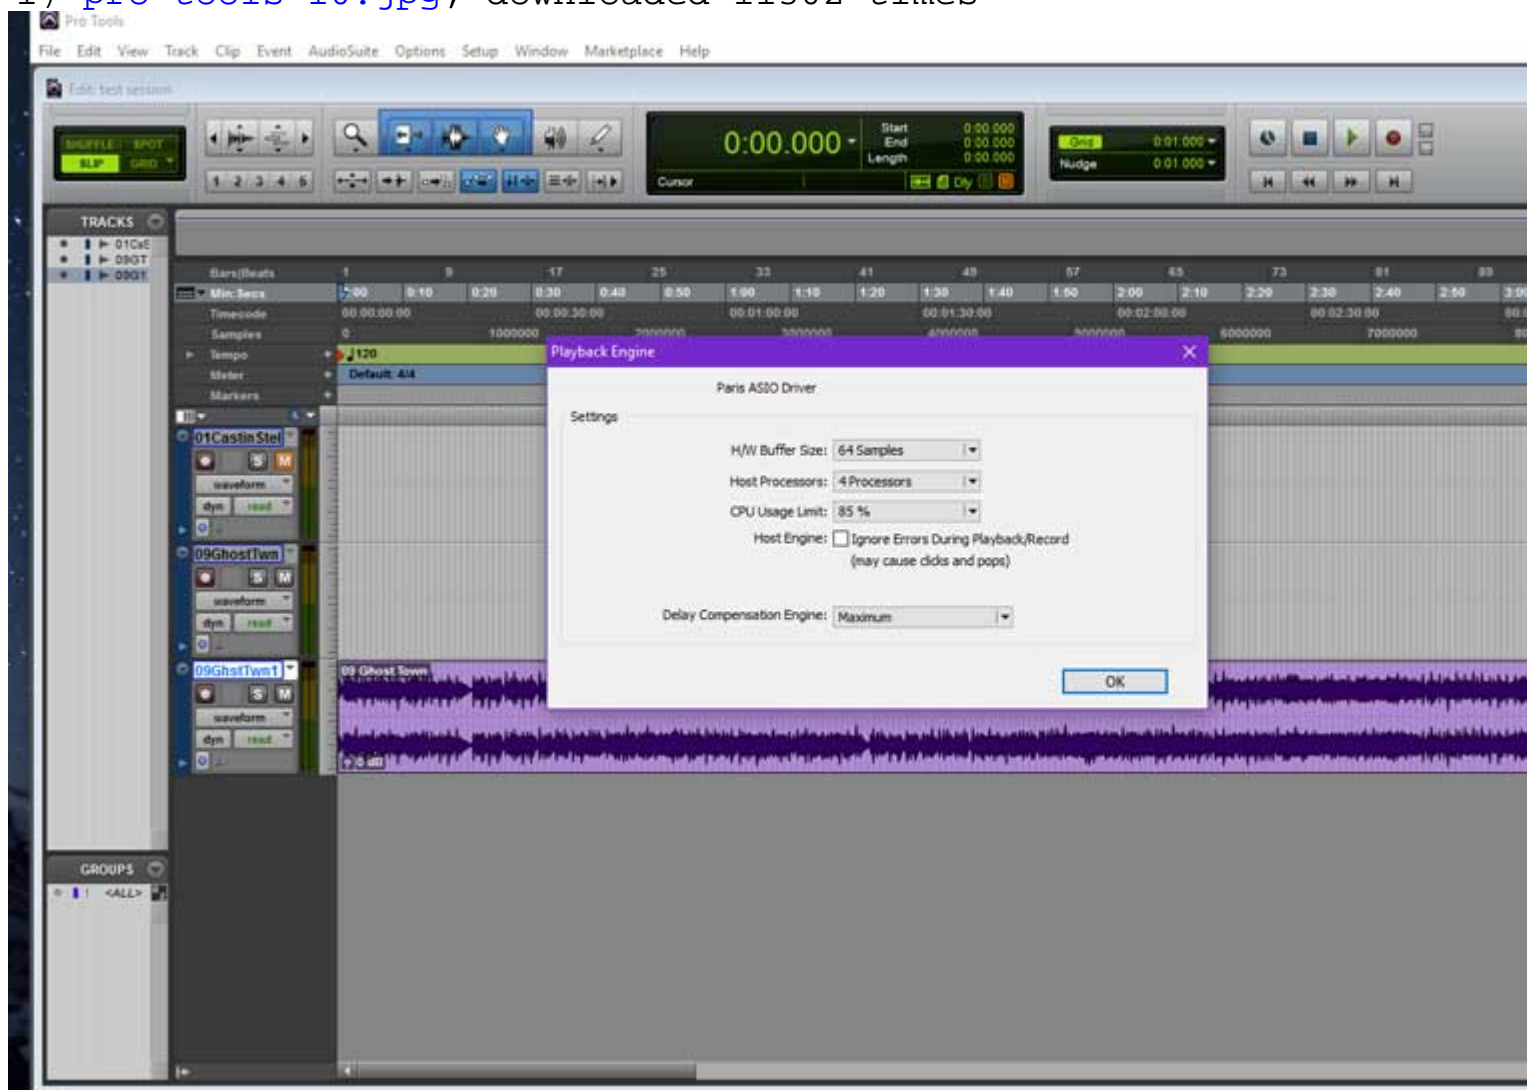 1) pro-tools-10.jpg, downloaded 11502 times
Pro Tools
File Edit View Track Clip Event AudioSuite Options Setup Window Marketplace Help
Edit: test session
SHUFFLE SPOT
SLIP GRID
1 2 3 4 5
0:00.000
Start 0:00.000
End 0:00.000
Length 0:00.000
Cursor
Dly
Grid 0:01.000
Nudge 0:01.000
TRACKS
01CsS
09GT
09GT
Bars|Beats 1 9 17 25 33 41 49 57 65 73 81 89
Min:Secs 0:00 0:10 0:20 0:30 0:40 0:50 1:00 1:10 1:20 1:30 1:40 1:50 2:00 2:10 2:20 2:30 2:40 2:50 3:00
Timecode 00:00:00:00 00:00:30:00 00:01:00:00 00:01:30:00 00:02:00:00 00:02:30:00
Samples 0 1000000 2000000 3000000 4000000 5000000 6000000 7000000
Tempo 120
Meter Default: 4/4
Markers
Playback Engine
Paris ASIO Driver
Settings
H/W Buffer Size: 64 Samples
Host Processors: 4 Processors
CPU Usage Limit: 85 %
Host Engine: Ignore Errors During Playback/Record
(may cause clicks and pops)
Delay Compensation Engine: Maximum
OK
01CastinStel
S M
waveform
dyn read
09GhostTwn
S M
waveform
dyn read
09GhstTwn1
S M
waveform
dyn read
09 Ghost Town
0 dB
GROUPS
! <ALL>